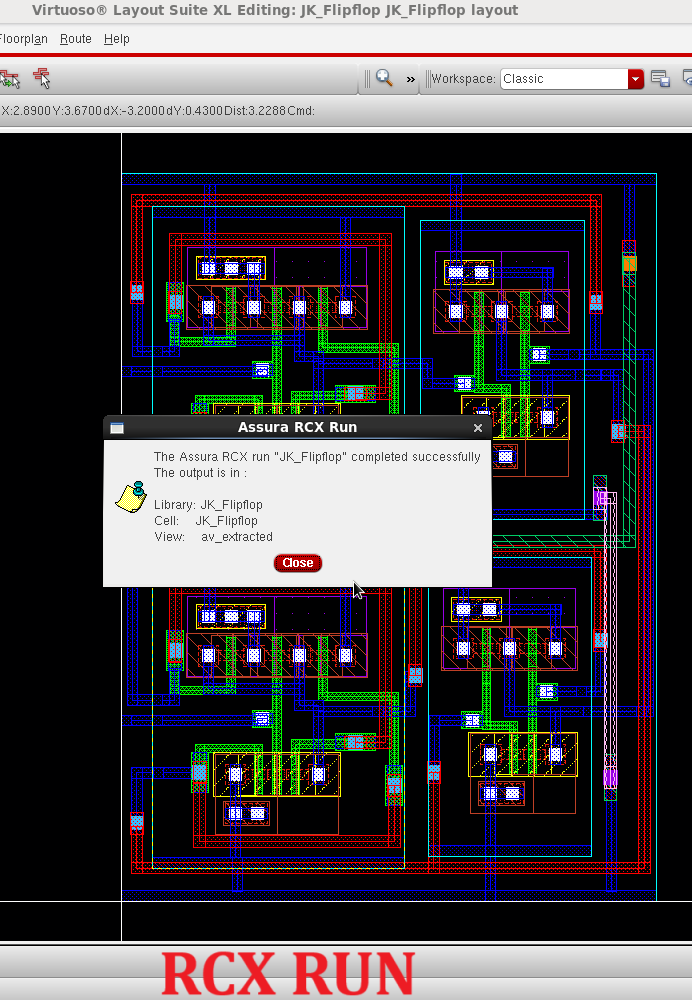 Virtuoso® Layout Suite XL Editing: JK_Flipflop JK_Flipflop layout
Floorplan Route Help
» Workspace: Classic
X:2.8900 Y:3.6700 dX:-3.2000 dY:0.4300 Dist:3.2288 Cmd:
Assura RCX Run
The Assura RCX run "JK_Flipflop" completed successfully
The output is in :
Library: JK_Flipflop
Cell: JK_Flipflop
View: av_extracted
Close
RCX RUN